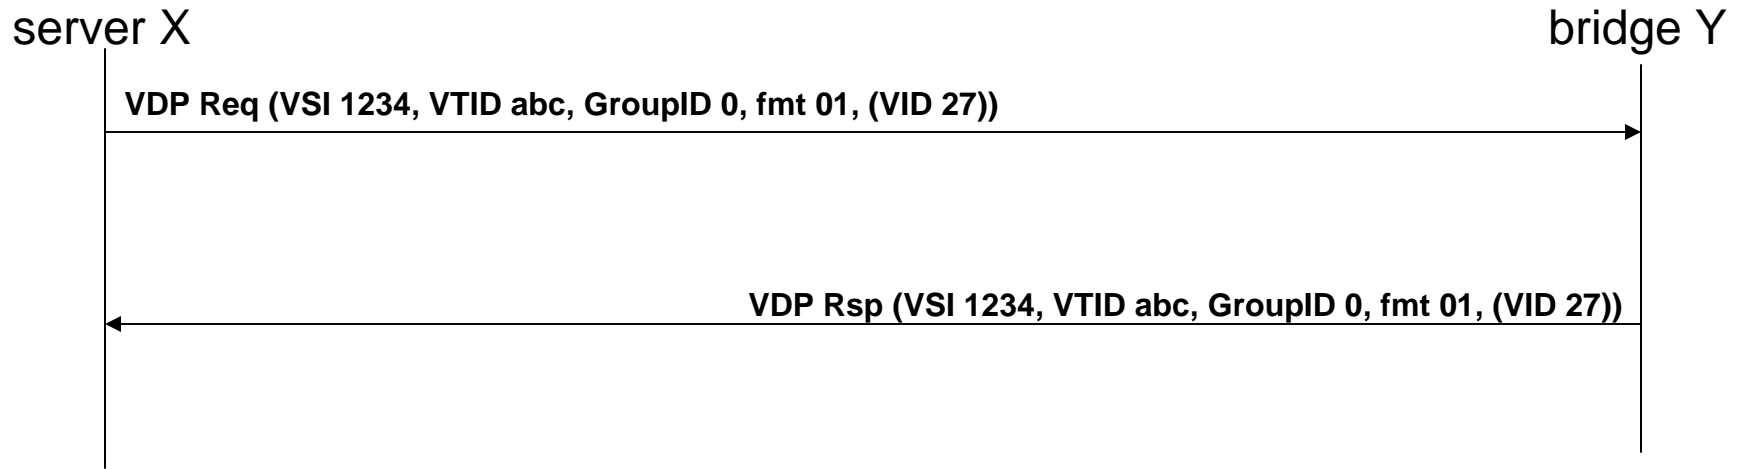 server X
bridge Y
VDP Req (VSI 1234, VTID abc, GroupID 0, fmt 01, (VID 27))
VDP Rsp (VSI 1234, VTID abc, GroupID 0, fmt 01, (VID 27))